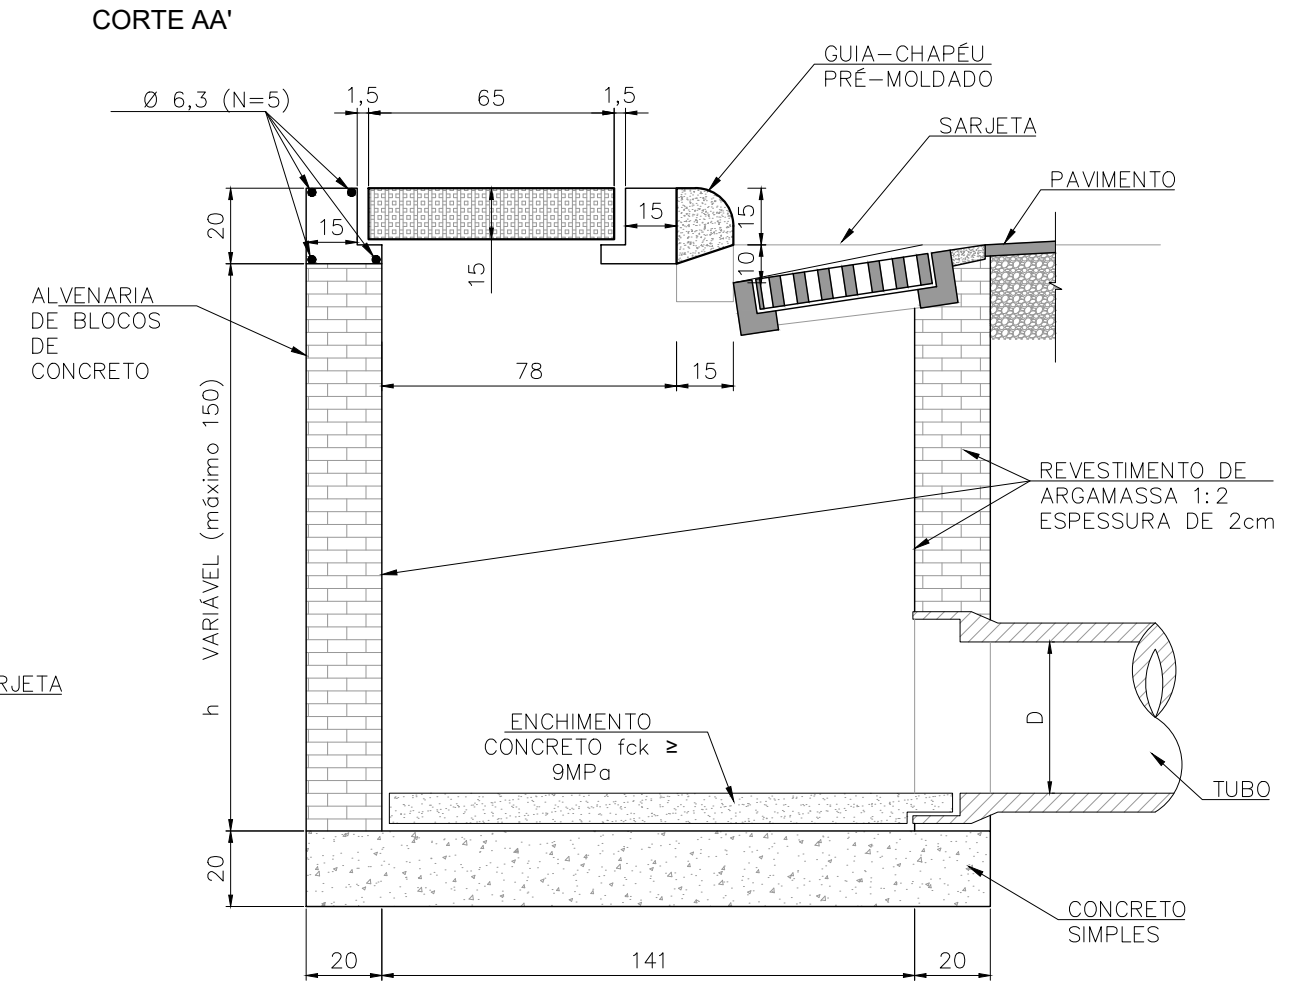 CORTE AA'
GUIA-CHAPÉU
PRÉ-MOLDADO
Ø 6,3 (N=5)
1,5
65
1,5
SARJETA
PAVIMENTO
20
15
15
15
15
10
ALVENARIA
DE BLOCOS
DE
CONCRETO
78
15
h VARIÁVEL (máximo 150)
REVESTIMENTO DE
ARGAMASSA 1:2
ESPESSURA DE 2cm
RJETA
ENCHIMENTO
CONCRETO fck ≥
9MPa
D
TUBO
20
CONCRETO
SIMPLES
20
141
20